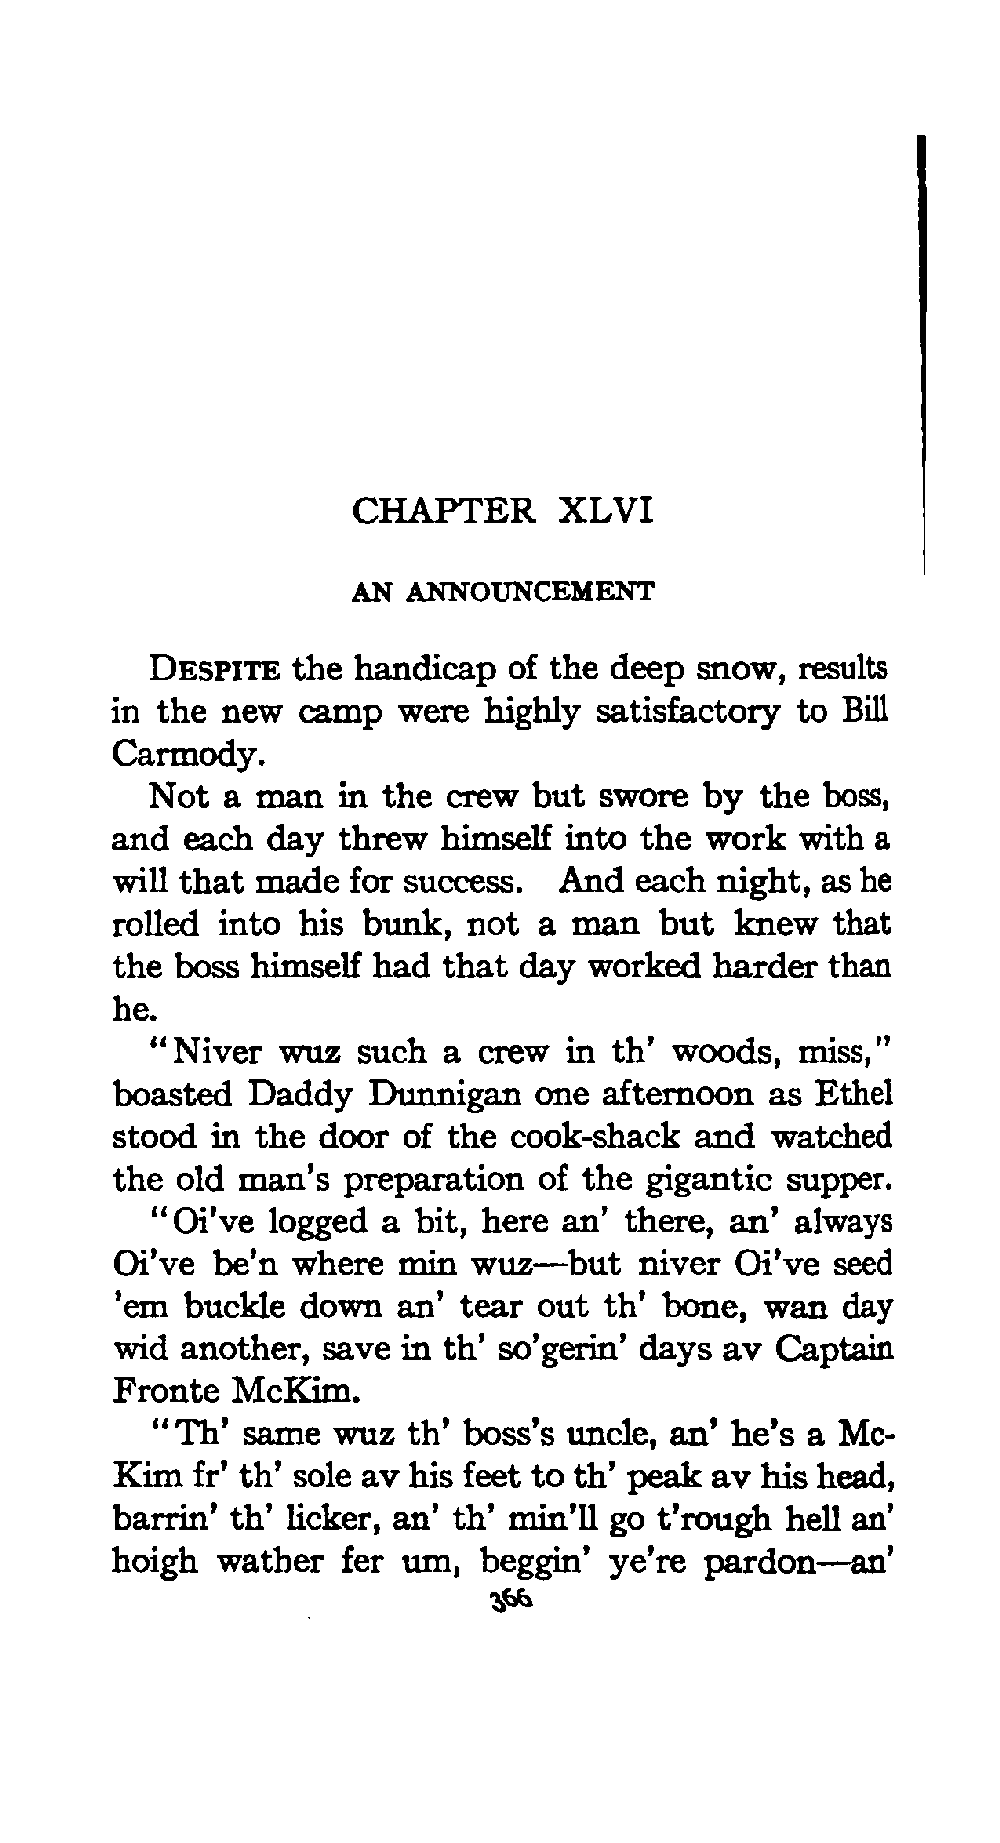 CHAPTER XLVI
AN ANNOUNCEMENT
DESPITE the handicap of the deep snow, results
in the new camp were highly satisfactory to Bill
Carmody.
Not a man in the crew but swore by the boss,
and each day threw himself into the work with a
will that made for success. And each night, as he
rolled into his bunk, not a man but knew that
the boss himself had that day worked harder than
he.
"Niver wuz such a crew in th' woods, miss,"
boasted Daddy Dunnigan one afternoon as Ethel
stood in the door of the cook-shack and watched
the old man's preparation of the gigantic supper.
"Oi've logged a bit, here an' there, an' always
Oi've be'n where min wuz—but niver Oi've seed
'em buckle down an' tear out th' bone, wan day
wid another, save in th' so'gerin' days av Captain
Fronte McKim.
"Th' same wuz th' boss's uncle, an' he's a Mc-
Kim fr' th' sole av his feet to th' peak av his head,
barrin' th' licker, an' th' min'll go t'rough hell an'
hoigh wather fer um, beggin' ye're pardon—an'
366